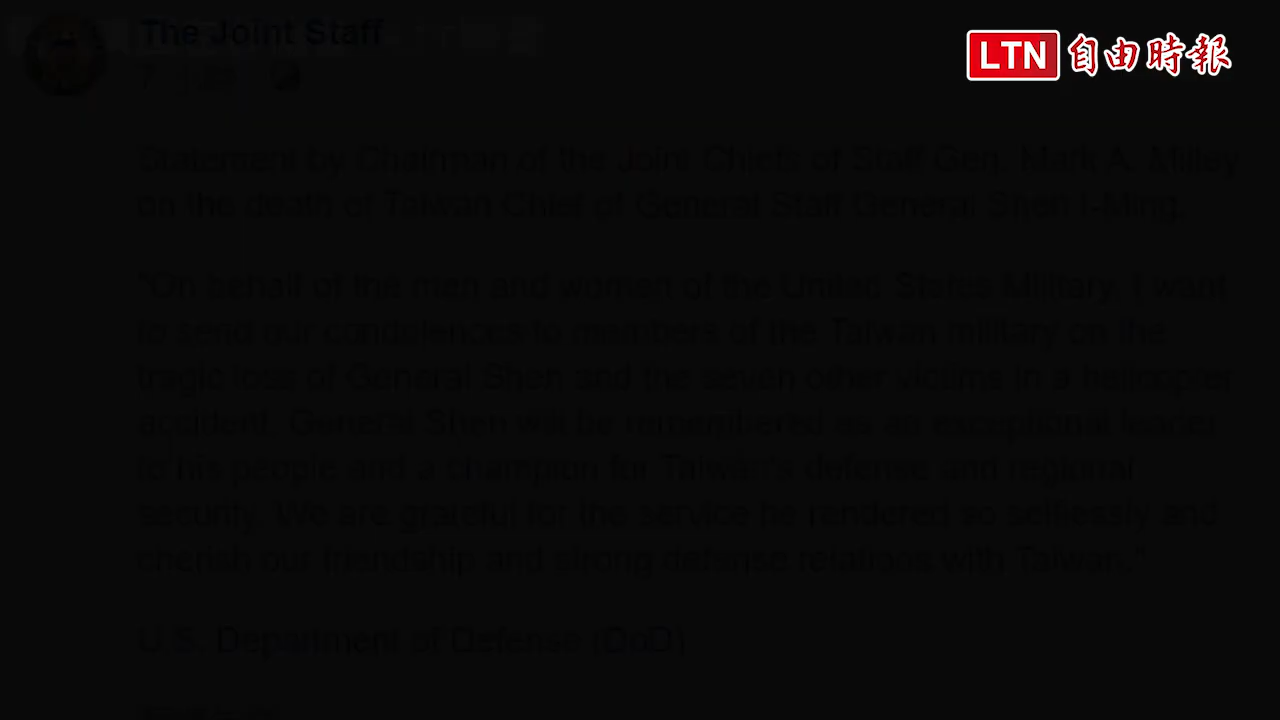 The Joint Staff
LTN 自由時報
Statement by Chairman of the Joint Chiefs of Staff Gen. Mark A. Milley
on the death of Taiwan Chief of General Staff General Shen I-Ming.
"On behalf of the men and women of the United States Military, I want
to send our condolences to members of the Taiwan military on the
tragic loss of General Shen and the seven other victims in a helicopter
accident. General Shen will be remembered as an exceptional leader
to his people and a champion for Taiwan's defense and regional
security. We are grateful for the service he rendered so selflessly and
cherish our friendship and strong defense relations with Taiwan."
U.S. Department of Defense (DoD)